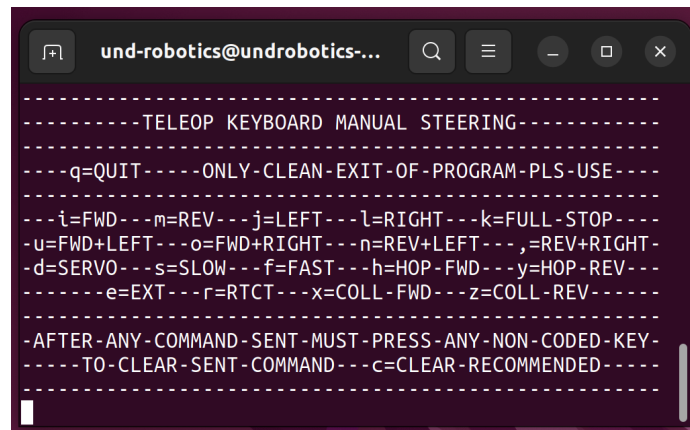 und-robotics@undrobotics-...
-----------------------------------------------------
----------TELEOP KEYBOARD MANUAL STEERING------------
-----------------------------------------------------
----q=QUIT-----ONLY-CLEAN-EXIT-OF-PROGRAM-PLS-USE----
-----------------------------------------------------
---i=FWD---m=REV---j=LEFT---l=RIGHT---k=FULL-STOP----
-u=FWD+LEFT---o=FWD+RIGHT---n=REV+LEFT---,=REV+RIGHT-
-d=SERVO---s=SLOW---f=FAST---h=HOP-FWD---y=HOP-REV---
-------e=EXT---r=RTCT---x=COLL-FWD---z=COLL-REV------
-----------------------------------------------------
-AFTER-ANY-COMMAND-SENT-MUST-PRESS-ANY-NON-CODED-KEY-
-----TO-CLEAR-SENT-COMMAND---c=CLEAR-RECOMMENDED-----
-----------------------------------------------------